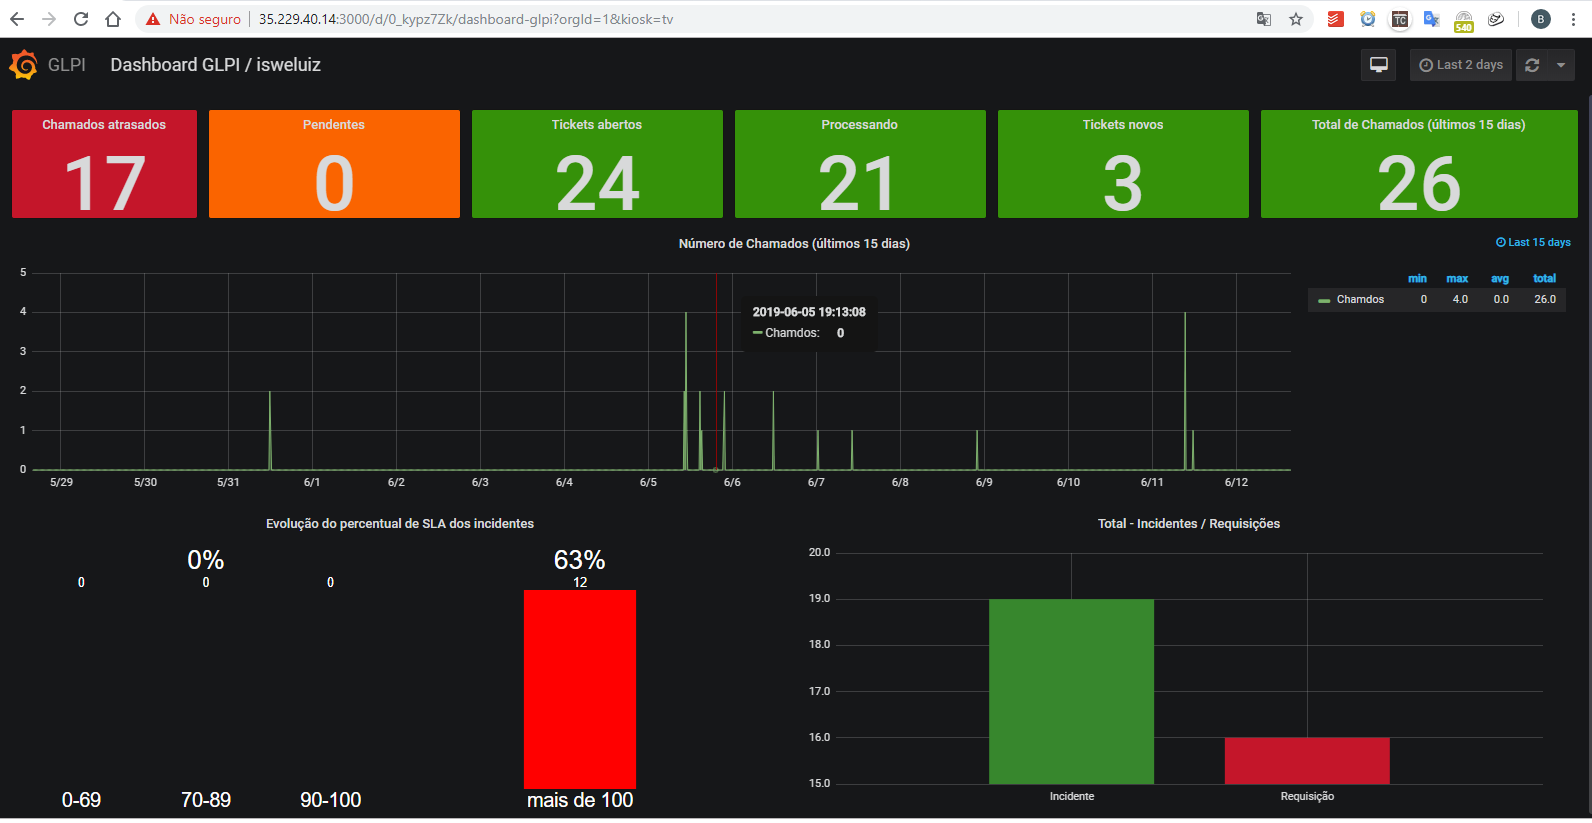 Não seguro
35.229.40.14:3000/d/0_kypz7Zk/dashboard-glpi?orgId=1&kiosk=tv
TC
540
B
GLPI
Dashboard GLPI / isweluiz
Last 2 days
Chamados atrasados
17
Pendentes
0
Tickets abertos
24
Processando
21
Tickets novos
3
Total de Chamados (últimos 15 dias)
26
Número de Chamados (últimos 15 dias)
Last 15 days
5
4
3
2
1
0
5/29 5/30 5/31 6/1 6/2 6/3 6/4 6/5 6/6 6/7 6/8 6/9 6/10 6/11 6/12
2019-06-05 19:13:08
Chamdos: 0
min max avg total
Chamdos 0 4.0 0.0 26.0
Evolução do percentual de SLA dos incidentes
0% 63%
0 0 0 12
0-69 70-89 90-100 mais de 100
Total - Incidentes / Requisições
20.0
19.0
18.0
17.0
16.0
15.0
Incidente Requisição